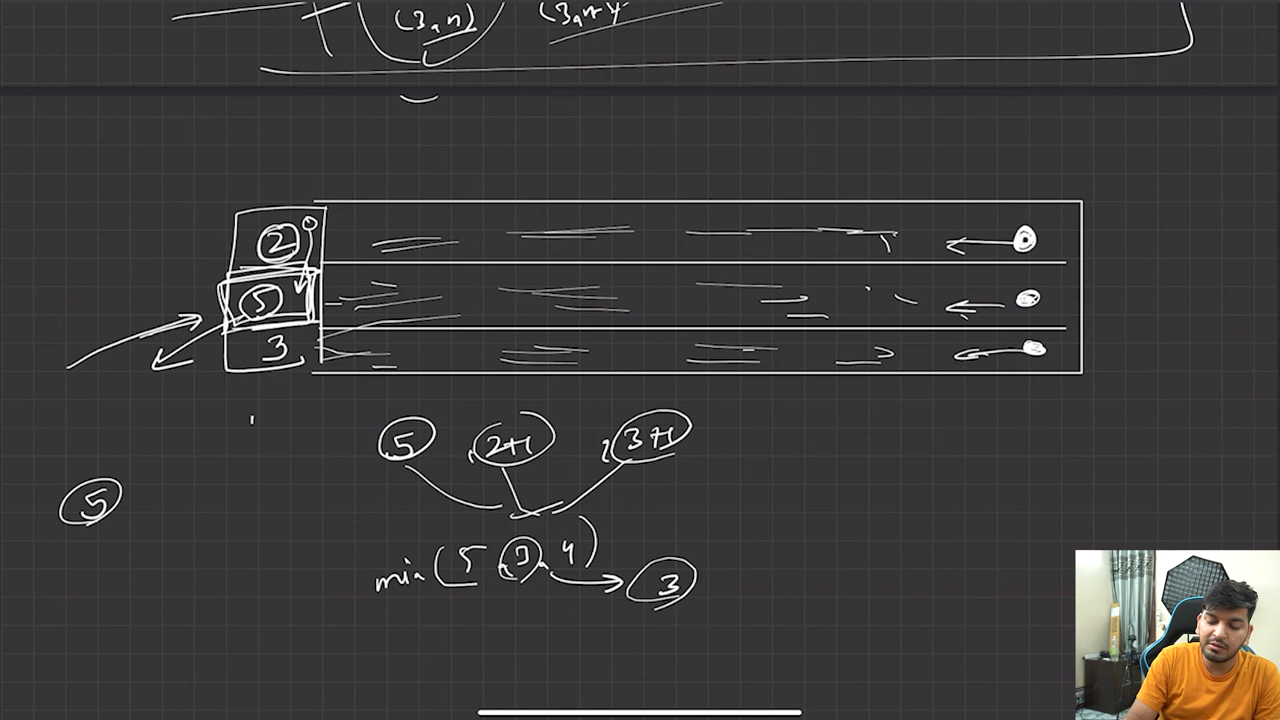 (3,n)
2
5
3
5 , 2+1 , 3+1
5
min(5,3,4) → 3